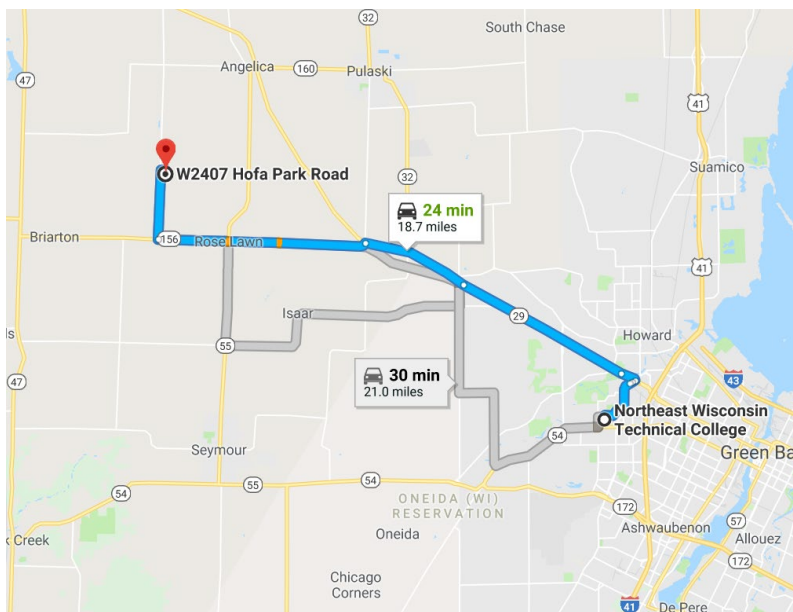 32
South Chase
47
Angelica
160
Pulaski
41
Suamico
W2407 Hofa Park Road
32
24 min
18.7 miles
Briarton
156
Rose Lawn
41
29
Isaar
Howard
55
30 min
21.0 miles
43
47
Northeast Wisconsin
Technical College
54
Seymour
Green Ba
54
55
54
ONEIDA (WI)
RESERVATION
172
Creek
Oneida
Ashwaubenon
57
Allouez
172
Chicago
Corners
41
De Pere